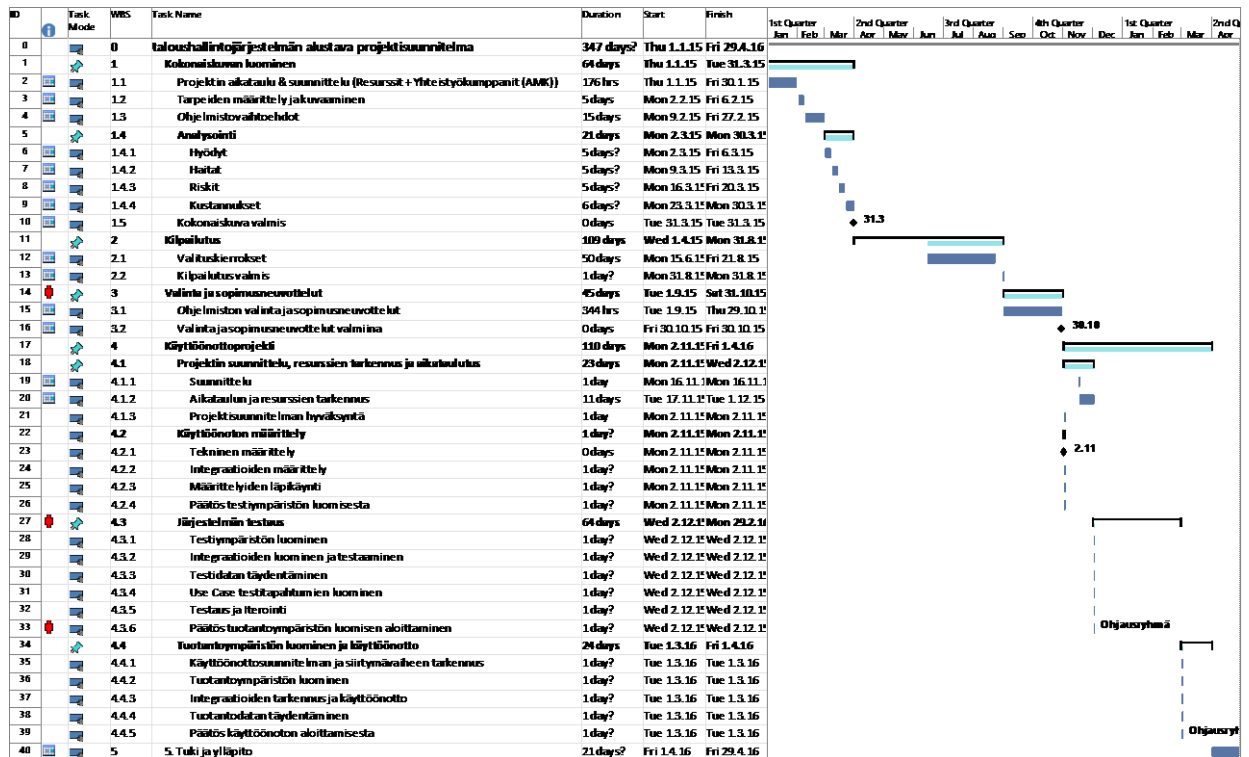 ID Task Mode WBS Task Name Duration Start Finish
1st Quarter 2nd Quarter 3rd Quarter 4th Quarter 1st Quarter 2nd Q
Jan Feb Mar Apr May Jun Jul Aug Sep Oct Nov Dec Jan Feb Mar Apr
0 0 taloushallintojärjestelmän alustava projektisuunnitelma 347 days? Thu 1.1.15 Fri 29.4.16
1 1 Kokonaiskuvan luominen 64 days Thu 1.1.15 Tue 31.3.15
2 1.1 Projektin aikataulu & suunnittelu (Resurssit + Yhteistyökumppanit (AMK)) 176 hrs Thu 1.1.15 Fri 30.1.15
3 1.2 Tarpeiden määrittely ja kuvaaminen 5 days Mon 2.2.15 Fri 6.2.15
4 1.3 Ohjelmistovaihtoehdot 15 days Mon 9.2.15 Fri 27.2.15
5 1.4 Analysointi 21 days Mon 2.3.15 Mon 30.3.15
6 1.4.1 Hyödyt 5 days? Mon 2.3.15 Fri 6.3.15
7 1.4.2 Haitat 5 days? Mon 9.3.15 Fri 13.3.15
8 1.4.3 Riskit 5 days? Mon 16.3.15 Fri 20.3.15
9 1.4.4 Kustannukset 6 days? Mon 23.3.15 Mon 30.3.15
10 1.5 Kokonaiskuva valmis 0 days Tue 31.3.15 Tue 31.3.15 31.3
11 2 Kilpailutus 109 days Wed 1.4.15 Mon 31.8.15
12 2.1 Valituskierrokset 50 days Mon 15.6.15 Fri 21.8.15
13 2.2 Kilpailutus valmis 1 day? Mon 31.8.15 Mon 31.8.15
14 3 Valinta ja sopimusneuvottelut 45 days Tue 1.9.15 Sat 31.10.15
15 3.1 Ohjelmiston valinta ja sopimusneuvottelut 344 hrs Tue 1.9.15 Thu 29.10.15
16 3.2 Valinta ja sopimusneuvottelut valmiina 0 days Fri 30.10.15 Fri 30.10.15 30.10
17 4 Käyttöönottoprojekti 110 days Mon 2.11.15 Fri 1.4.16
18 4.1 Projektin suunnittelu, resurssien tarkennus ja aikataulutus 23 days Mon 2.11.15 Wed 2.12.15
19 4.1.1 Suunnittelu 1 day Mon 16.11.1 Mon 16.11.1
20 4.1.2 Aikataulun ja resurssien tarkennus 11 days Tue 17.11.15 Tue 1.12.15
21 4.1.3 Projektisuunnitelman hyväksyntä 1 day Mon 2.11.15 Mon 2.11.15
22 4.2 Käyttöönoton määrittely 1 day? Mon 2.11.15 Mon 2.11.15
23 4.2.1 Tekninen määrittely 0 days Mon 2.11.15 Mon 2.11.15 2.11
24 4.2.2 Integraatioiden määrittely 1 day? Mon 2.11.15 Mon 2.11.15
25 4.2.3 Määrittelyiden läpikäynti 1 day? Mon 2.11.15 Mon 2.11.15
26 4.2.4 Päätös testiympäristön luomisesta 1 day? Mon 2.11.15 Mon 2.11.15
27 4.3 Järjestelmän testaus 64 days Wed 2.12.15 Mon 29.2.16
28 4.3.1 Testiympäristön luominen 1 day? Wed 2.12.15 Wed 2.12.15
29 4.3.2 Integraatioiden luominen ja testaaminen 1 day? Wed 2.12.15 Wed 2.12.15
30 4.3.3 Testidatan täydentäminen 1 day? Wed 2.12.15 Wed 2.12.15
31 4.3.4 Use Case testitapahtumien luominen 1 day? Wed 2.12.15 Wed 2.12.15
32 4.3.5 Testaus ja Iterointi 1 day? Wed 2.12.15 Wed 2.12.15
33 4.3.6 Päätös tuotantoympäristön luomisen aloittaminen 1 day? Wed 2.12.15 Wed 2.12.15 Ohjausryhmä
34 4.4 Tuotantoympäristön luominen ja käyttöönotto 24 days Tue 1.3.16 Fri 1.4.16
35 4.4.1 Käyttöönottosuunnitelman ja siirtymävaiheen tarkennus 1 day? Tue 1.3.16 Tue 1.3.16
36 4.4.2 Tuotantoympäristön luominen 1 day? Tue 1.3.16 Tue 1.3.16
37 4.4.3 Integraatioiden tarkennus ja käyttöönotto 1 day? Tue 1.3.16 Tue 1.3.16
38 4.4.4 Tuotantodatan täydentäminen 1 day? Tue 1.3.16 Tue 1.3.16
39 4.4.5 Päätös käyttöönoton aloittamisesta 1 day? Tue 1.3.16 Tue 1.3.16 Ohjausryh
40 5 5. Tuki ja ylläpito 21 days? Fri 1.4.16 Fri 29.4.16